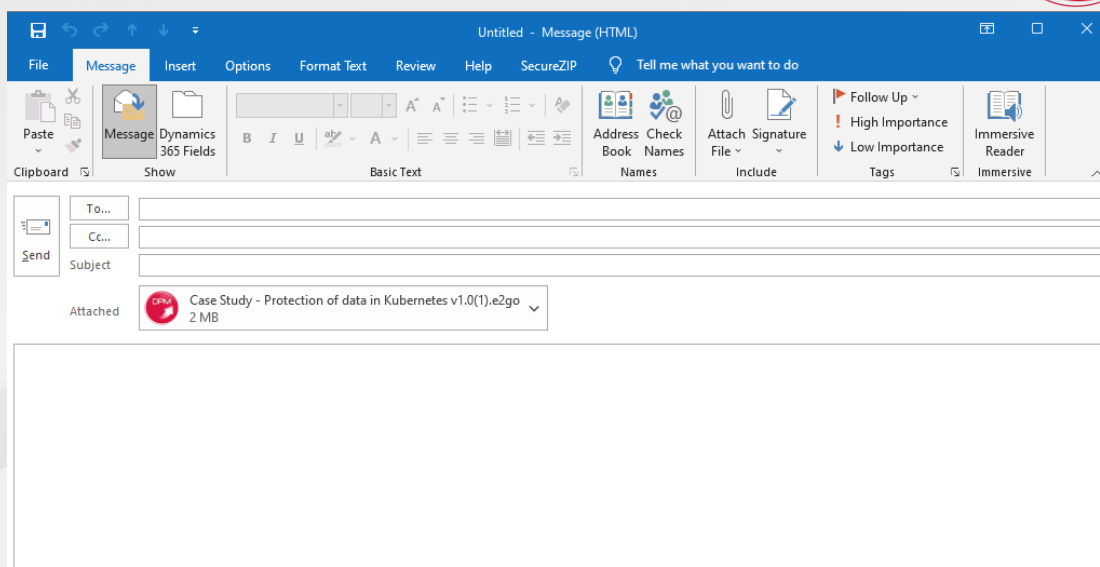 Untitled - Message (HTML)
File Message Insert Options Format Text Review Help SecureZIP Tell me what you want to do
Paste
Message
Dynamics
365 Fields
A A
B I U ab A
Address
Book
Check
Names
Attach
File
Signature
Follow Up
High Importance
Low Importance
Immersive
Reader
Clipboard Show Basic Text Names Include Tags Immersive
To...
Cc...
Send
Subject
Attached
DPM
Case Study - Protection of data in Kubernetes v1.0(1).e2go
2 MB